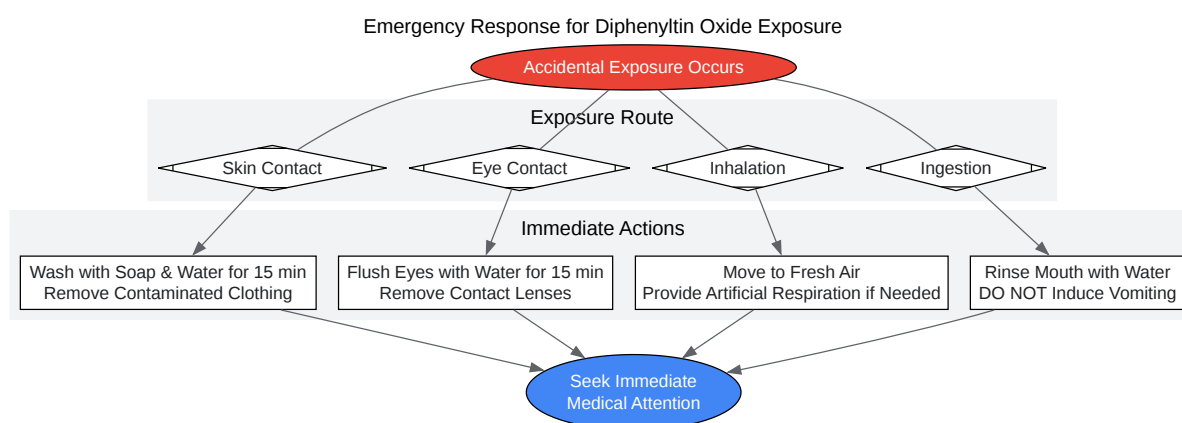 Emergency Response for Diphenyltin Oxide Exposure
Accidental Exposure Occurs
Exposure Route
Skin Contact
Eye Contact
Inhalation
Ingestion
Immediate Actions
Wash with Soap & Water for 15 min
Remove Contaminated Clothing
Flush Eyes with Water for 15 min
Remove Contact Lenses
Move to Fresh Air
Provide Artificial Respiration if Needed
Rinse Mouth with Water
DO NOT Induce Vomiting
Seek Immediate
Medical Attention